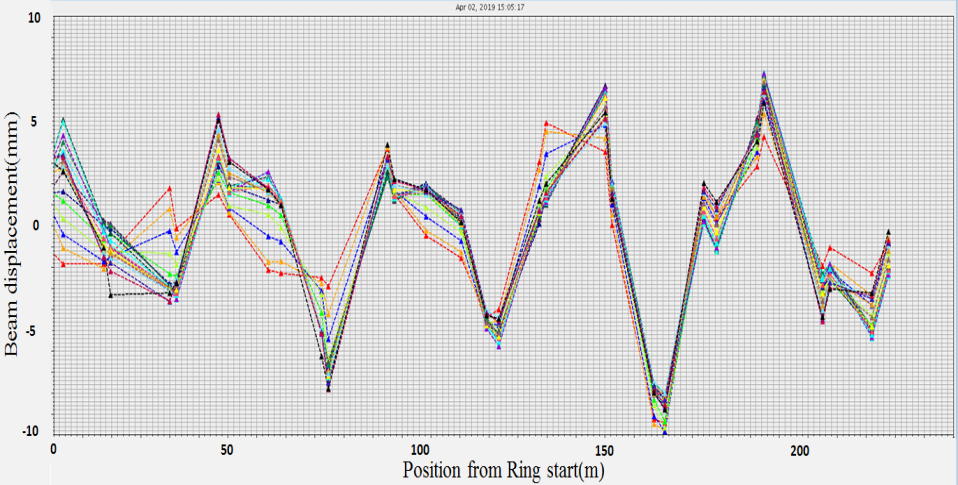 Apr 02, 2019 15:05:17
10
5
0
-5
-10
Beam displacement(mm)
0 50 100 150 200
Position from Ring start(m)